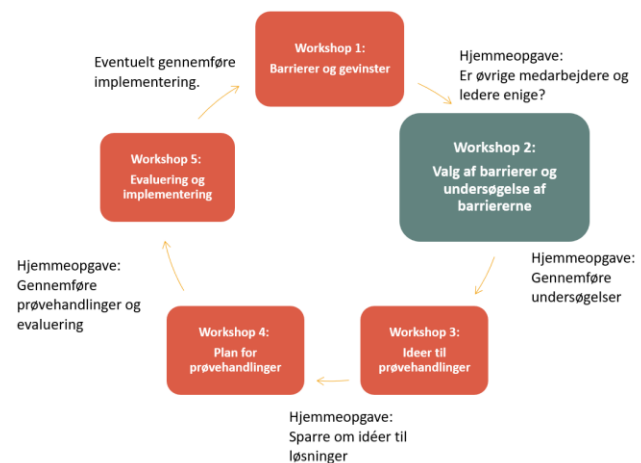 Workshop 1:
Barrierer og gevinster
Hjemmeopgave:
Er øvrige medarbejdere og
ledere enige?
Workshop 2:
Valg af barrierer og
undersøgelse af
barriererne
Hjemmeopgave:
Gennemføre
undersøgelser
Workshop 3:
Ideer til
prøvehandlinger
Hjemmeopgave:
Sparre om idéer til
løsninger
Workshop 4:
Plan for
prøvehandlinger
Hjemmeopgave:
Gennemføre
prøvehandlinger og
evaluering
Workshop 5:
Evaluering og
implementering
Eventuelt gennemføre
implementering.